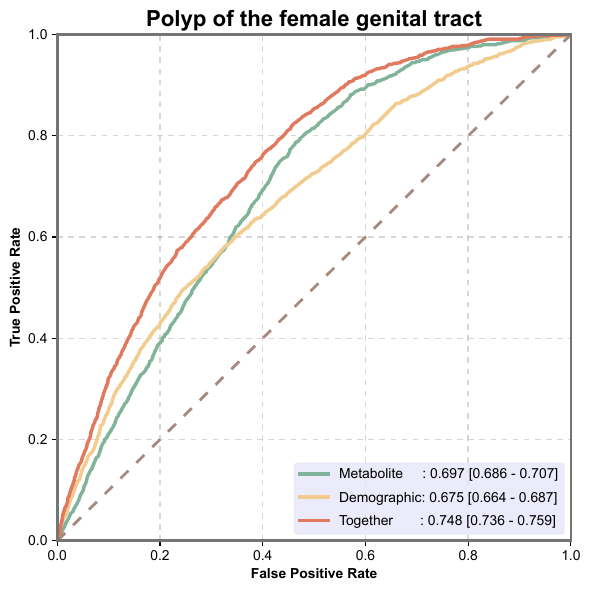 Polyp of the female genital tract
1.0
0.8
0.6
0.4
0.2
0.0
True Positive Rate
Metabolite : 0.697 [0.686 - 0.707]
Demographic: 0.675 [0.664 - 0.687]
Together : 0.748 [0.736 - 0.759]
0.0 0.2 0.4 0.6 0.8 1.0
False Positive Rate